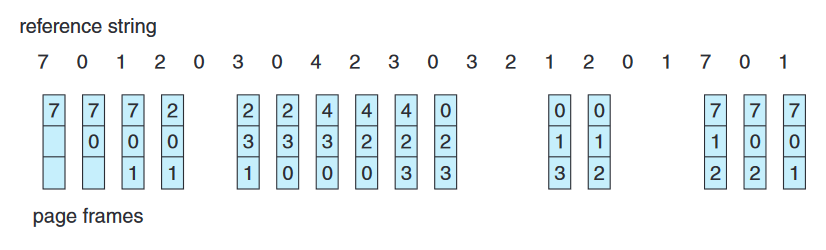 reference string
7 0 1 2 0 3 0 4 2 3 0 3 2 1 2 0 1 7 0 1
7 7 7 2 2 2 4 4 4 0 0 0 7 7 7
0 0 0 3 3 3 2 2 2 1 1 1 0 0
1 1 1 0 0 0 3 3 3 2 2 2 1
page frames